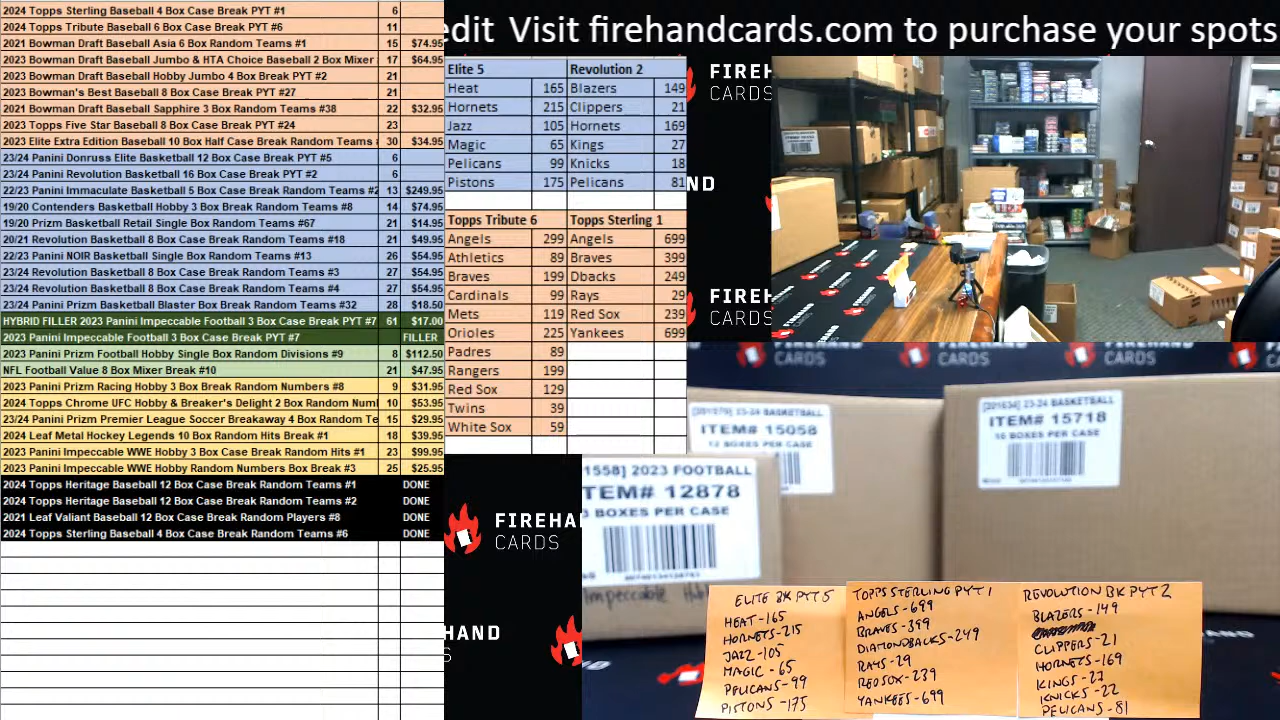 edit Visit firehandcards.com to purchase your spots
2024 Topps Sterling Baseball 4 Box Case Break PYT #1 6
2024 Topps Tribute Baseball 6 Box Case Break PYT #6 11
2021 Bowman Draft Baseball Asia 6 Box Random Teams #1 15 $74.95
2023 Bowman Draft Baseball Jumbo & HTA Choice Baseball 2 Box Mixer 17 $64.95
2023 Bowman Draft Baseball Hobby Jumbo 4 Box Break PYT #2 21
2023 Bowman's Best Baseball 8 Box Case Break PYT #27 21
2021 Bowman Draft Baseball Sapphire 3 Box Random Teams #38 22 $32.95
2023 Topps Five Star Baseball 8 Box Case Break PYT #24 23
2023 Elite Extra Edition Baseball 10 Box Half Case Break Random Teams 30 $34.95
23/24 Panini Donruss Elite Basketball 12 Box Case Break PYT #5 6
23/24 Panini Revolution Basketball 16 Box Case Break PYT #2 6
22/23 Panini Immaculate Basketball 5 Box Case Break Random Teams #2 13 $249.95
19/20 Contenders Basketball Hobby 3 Box Break Random Teams #8 14 $74.95
19/20 Prizm Basketball Retail Single Box Random Teams #67 21 $14.95
20/21 Revolution Basketball 8 Box Case Break Random Teams #18 21 $49.95
22/23 Panini NOIR Basketball Single Box Random Teams #13 26 $54.95
23/24 Revolution Basketball 8 Box Case Break Random Teams #3 27 $54.95
23/24 Revolution Basketball 8 Box Case Break Random Teams #4 27 $54.95
23/24 Panini Prizm Basketball Blaster Box Break Random Teams #32 28 $18.50
HYBRID FILLER 2023 Panini Impeccable Football 3 Box Case Break PYT #7 61 $17.00
2023 Panini Impeccable Football 3 Box Case Break PYT #7 FILLER
2023 Panini Prizm Football Hobby Single Box Random Divisions #9 8 $112.50
NFL Football Value 8 Box Mixer Break #10 21 $47.95
2023 Panini Prizm Racing Hobby 3 Box Break Random Numbers #8 9 $31.95
2024 Topps Chrome UFC Hobby & Breaker's Delight 2 Box Random Numl 10 $53.95
23/24 Panini Prizm Premier League Soccer Breakaway 4 Box Random Te 15 $29.95
2024 Leaf Metal Hockey Legends 10 Box Random Hits Break #1 18 $39.95
2023 Panini Impeccable WWE Hobby 3 Box Case Break Random Hits #1 23 $99.95
2023 Panini Impeccable WWE Hobby Random Numbers Box Break #3 25 $25.95
2024 Topps Heritage Baseball 12 Box Case Break Random Teams #1 DONE
2024 Topps Heritage Baseball 12 Box Case Break Random Teams #2 DONE
2021 Leaf Valiant Baseball 12 Box Case Break Random Players #8 DONE
2024 Topps Sterling Baseball 4 Box Case Break Random Teams #6 DONE
Elite 5 Revolution 2
Heat 165 Blazers 149
Hornets 215 Clippers 21
Jazz 105 Hornets 169
Magic 65 Kings 27
Pelicans 99 Knicks 18
Pistons 175 Pelicans 81
Topps Tribute 6 Topps Sterling 1
Angels 299 Angels 699
Athletics 89 Braves 399
Braves 199 Dbacks 249
Cardinals 99 Rays 29
Mets 119 Red Sox 239
Orioles 225 Yankees 699
Padres 89
Rangers 199
Red Sox 129
Twins 39
White Sox 59
FIREH
CARDS
ND
FIREH
CARDS
FIREHAND
CARDS
HAND
S
CARDS
FIREHAND
CARDS
23-24 BASKETBALL
ITEM# 15058
12 BOXES PER CASE
23-24 BASKETBALL
ITEM# 15718
16 BOXES PER CASE
1558] 2023 FOOTBALL
TEM# 12878
3 BOXES PER CASE
Impeccable
ELITE BK PYT 5
HEAT-165
HORNETS-215
JAZZ-105
MAGIC-65
PELICANS-99
PISTONS-175
TOPPS STERLING PYT 1
ANGELS-699
BRAVES-399
DIAMONDBACKS-249
RAYS-29
REDSOX-239
YANKEES-699
REVOLUTION BK PYT 2
BLAZERS-149
CLIPPERS-21
HORNETS-169
KINGS-27
KNICKS-22
PELICANS-81